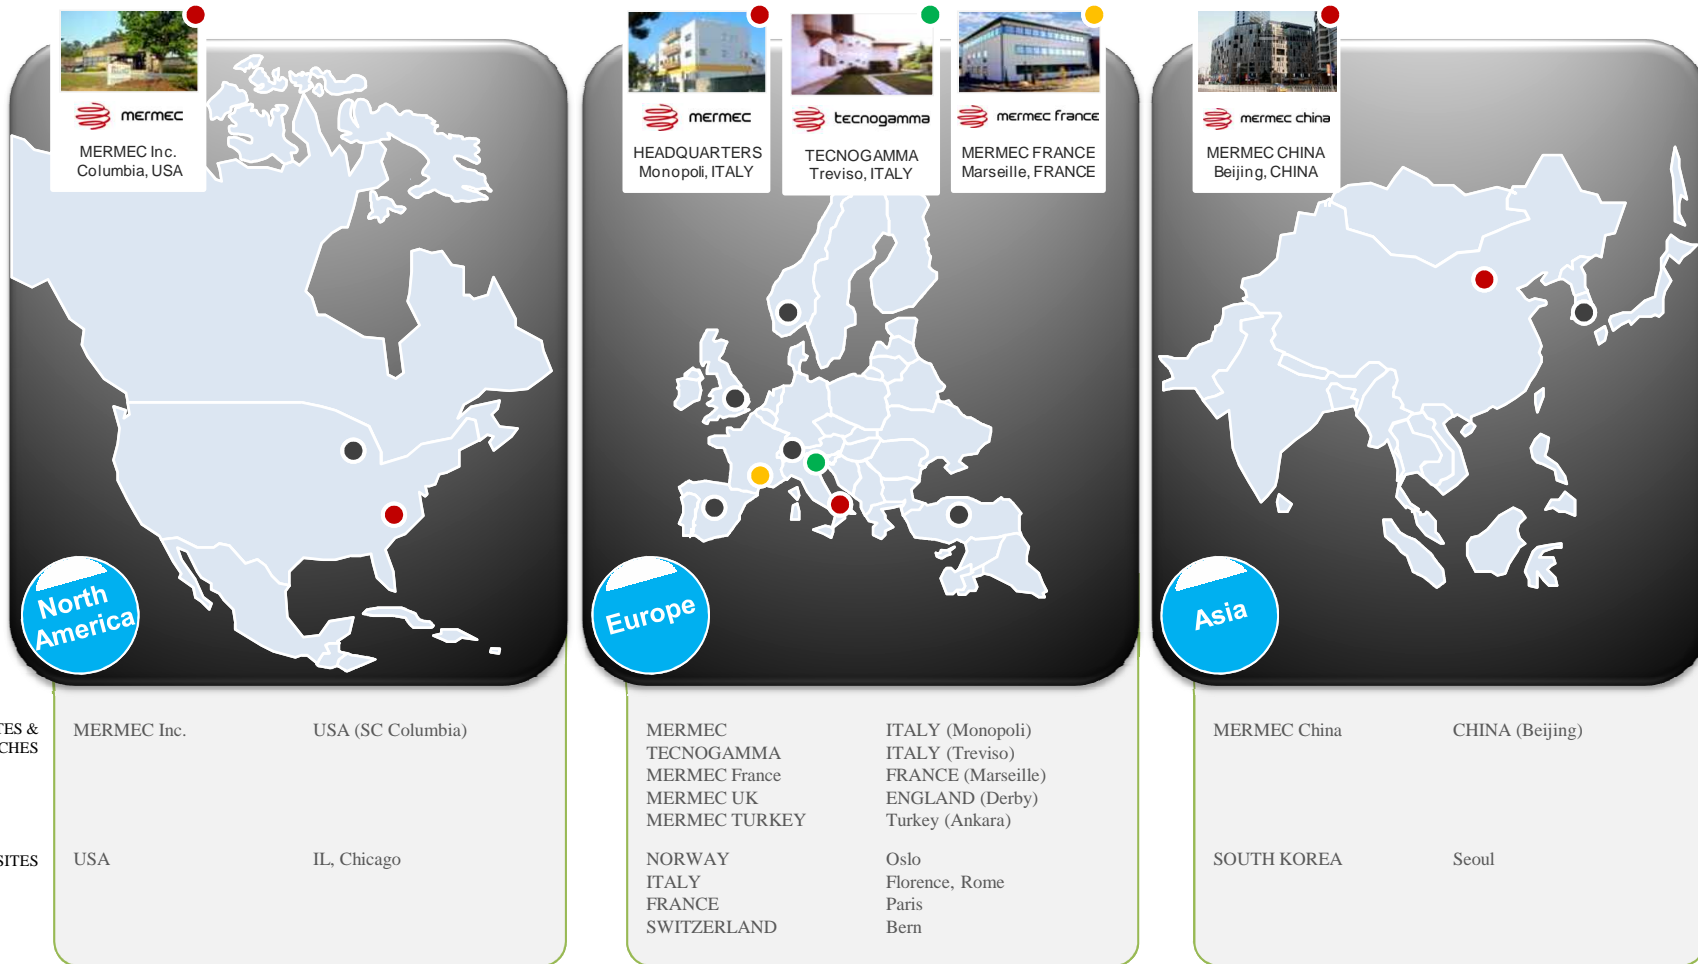 mermec
MERMEC Inc.
Columbia, USA
mermec
HEADQUARTERS
Monopoli, ITALY
tecnogamma
TECNOGAMMA
Treviso, ITALY
mermec france
MERMEC FRANCE
Marseille, FRANCE
mermec china
MERMEC CHINA
Beijing, CHINA
North
America
Europe
Asia
TES &
CHES
MERMEC Inc. USA (SC Columbia)
SITES
USA IL, Chicago
MERMEC ITALY (Monopoli)
TECNOGAMMA ITALY (Treviso)
MERMEC France FRANCE (Marseille)
MERMEC UK ENGLAND (Derby)
MERMEC TURKEY Turkey (Ankara)
NORWAY Oslo
ITALY Florence, Rome
FRANCE Paris
SWITZERLAND Bern
MERMEC China CHINA (Beijing)
SOUTH KOREA Seoul